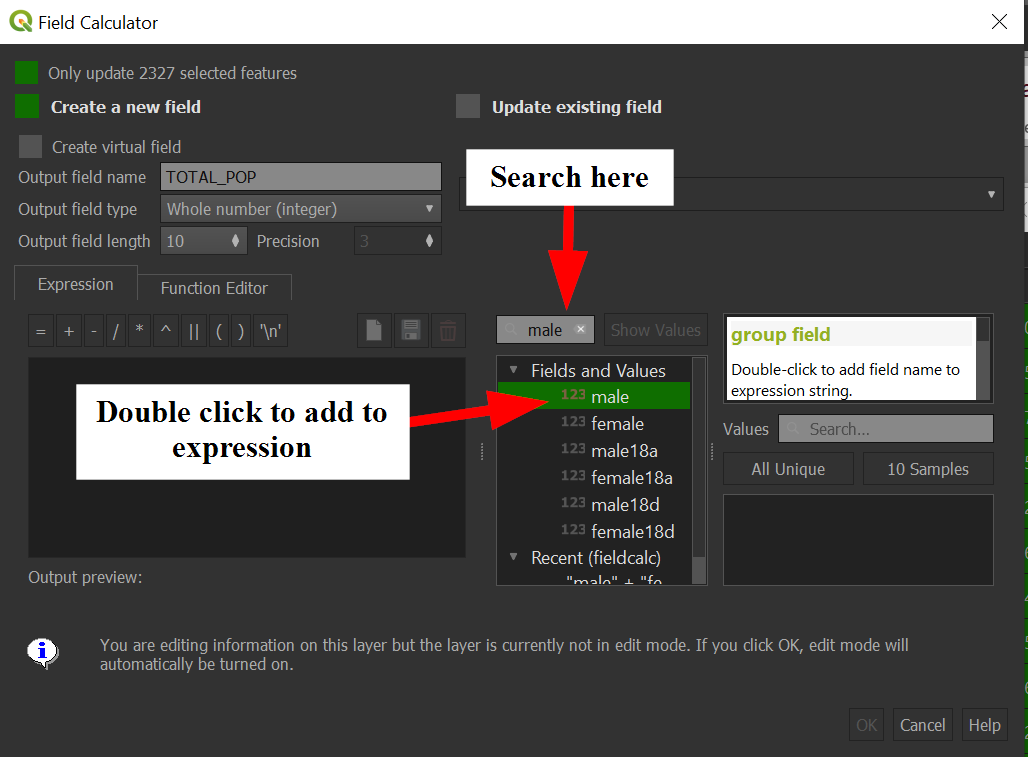 Field Calculator
Only update 2327 selected features
Create a new field
Update existing field
Create virtual field
Output field name TOTAL_POP
Output field type Whole number (integer)
Output field length 10 Precision 3
Search here
Expression Function Editor
= + - / * ^ || ( ) '\n'
male Show Values
Fields and Values
123 male
123 female
123 male18a
123 female18a
123 male18d
123 female18d
Recent (fieldcalc)
"male" + "fe
Double click to add to
expression
group field
Double-click to add field name to
expression string.
Values Search...
All Unique 10 Samples
Output preview:
You are editing information on this layer but the layer is currently not in edit mode. If you click OK, edit mode will
automatically be turned on.
OK Cancel Help